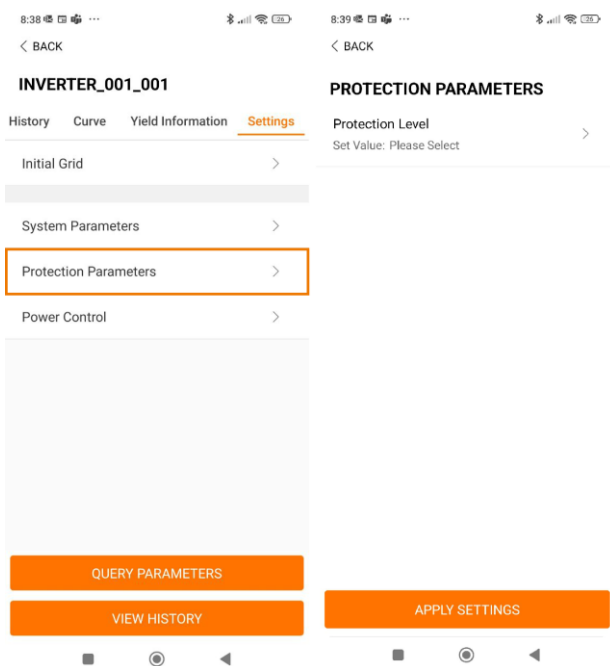 8:38
26
BACK
INVERTER_001_001
History Curve Yield Information Settings
Initial Grid
System Parameters
Protection Parameters
Power Control
QUERY PARAMETERS
VIEW HISTORY
8:39
26
BACK
PROTECTION PARAMETERS
Protection Level
Set Value: Please Select
APPLY SETTINGS